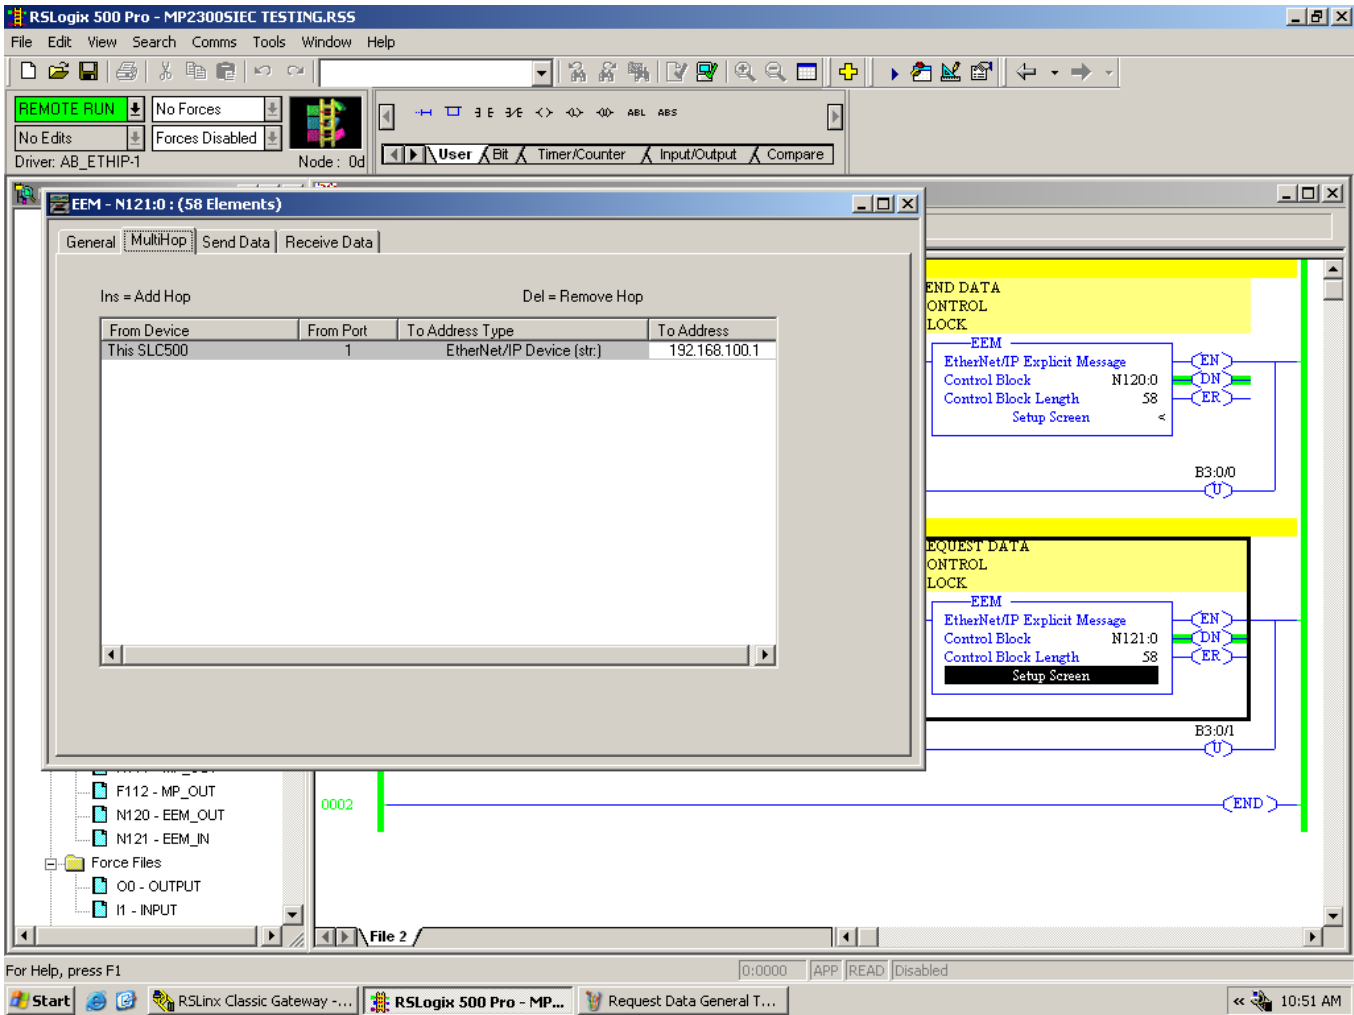 RSLogix 500 Pro - MP2300SIEC TESTING.RSS
File Edit View Search Comms Tools Window Help
REMOTE RUN No Forces
No Edits Forces Disabled
Driver: AB_ETHIP-1 Node : 0d
ABL ABS
User Bit Timer/Counter Input/Output Compare
EEM - N121:0 : (58 Elements)
General MultiHop Send Data Receive Data
Ins = Add Hop Del = Remove Hop
From Device From Port To Address Type To Address
This SLC500 1 EtherNet/IP Device (str:) 192.168.100.1
END DATA
ONTROL
LOCK
EEM
EtherNet/IP Explicit Message
Control Block N120:0
Control Block Length 58
Setup Screen <
EN
DN
ER
B3:0/0
U
EQUEST DATA
ONTROL
LOCK
EEM
EtherNet/IP Explicit Message
Control Block N121:0
Control Block Length 58
Setup Screen
EN
DN
ER
B3:0/1
U
F112 - MP_OUT
N120 - EEM_OUT
N121 - EEM_IN
Force Files
O0 - OUTPUT
I1 - INPUT
0002
END
File 2
For Help, press F1 0:0000 APP READ Disabled
Start RSLinx Classic Gateway -... RSLogix 500 Pro - MP... Request Data General T... « 10:51 AM